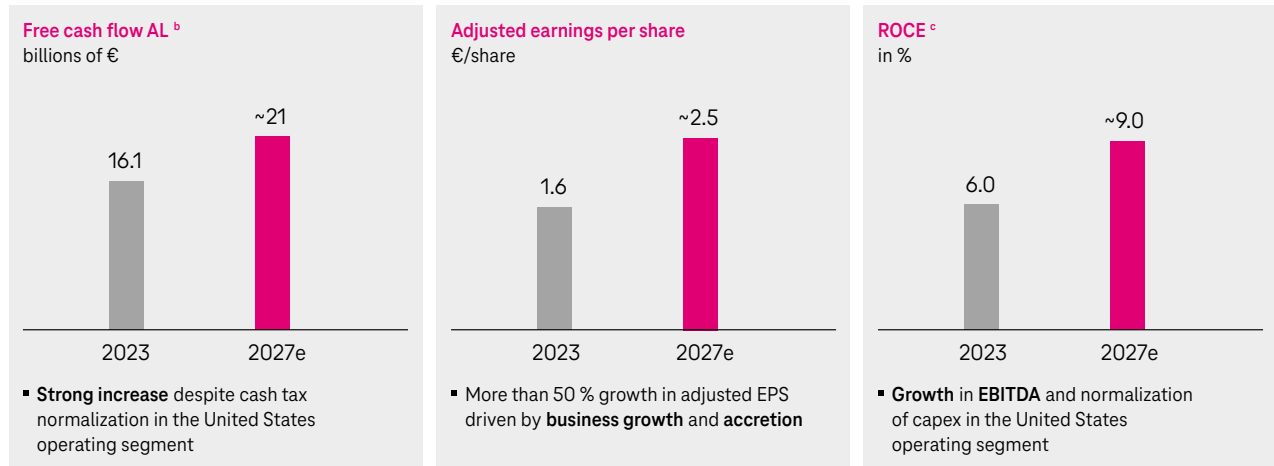 Free cash flow AL b
billions of €
16.1
~21
2023
2027e
▪ Strong increase despite cash tax
normalization in the United States
operating segment
Adjusted earnings per share
€/share
1.6
~2.5
2023
2027e
▪ More than 50 % growth in adjusted EPS
driven by business growth and accretion
ROCE c
in %
6.0
~9.0
2023
2027e
▪ Growth in EBITDA and normalization
of capex in the United States
operating segment